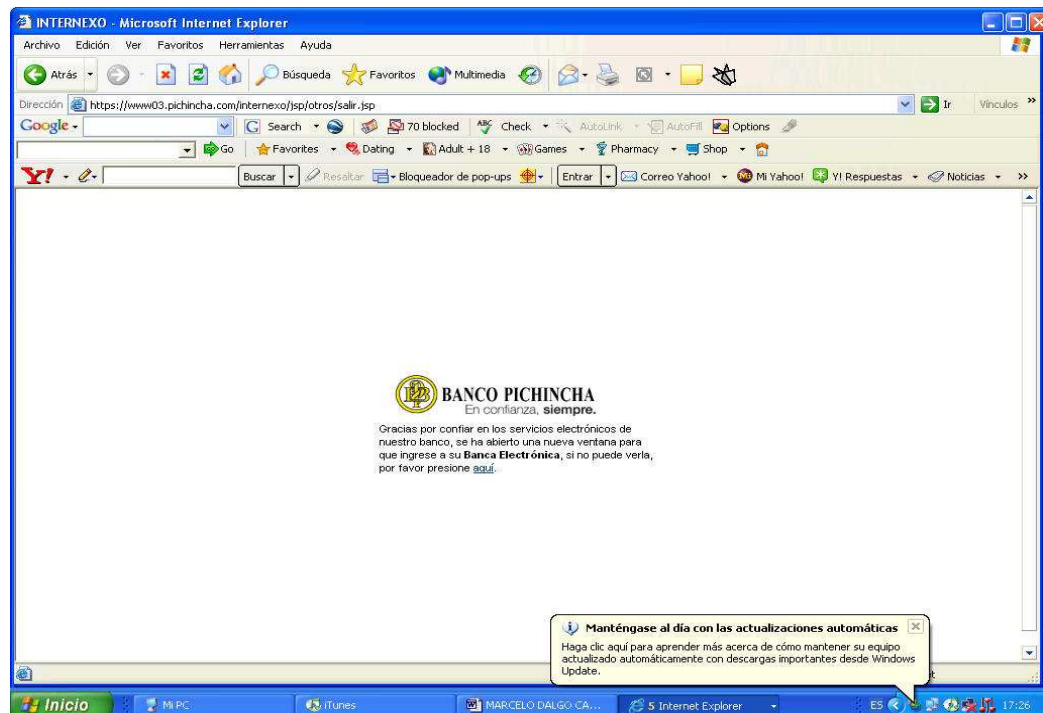 INTERNEXO - Microsoft Internet Explorer
Archivo Edición Ver Favoritos Herramientas Ayuda
Atrás Búsqueda Favoritos Multimedia
Dirección https://www03.pichincha.com/internexo/jsp/otros/salir.jsp Ir Vínculos »
Google Search 70 blocked Check AutoLink AutoFill Options
Go Favorites Dating Adult + 18 Games Pharmacy Shop
Y! Buscar Resaltar Bloqueador de pop-ups Entrar Correo Yahoo! Mi Yahoo! Y! Respuestas Noticias »
BANCO PICHINCHA
En confianza, siempre.
Gracias por confiar en los servicios electrónicos de
nuestro banco, se ha abierto una nueva ventana para
que ingrese a su Banca Electrónica, si no puede verla,
por favor presione aquí.
Manténgase al día con las actualizaciones automáticas
Haga clic aquí para aprender más acerca de cómo mantener su equipo
actualizado automáticamente con descargas importantes desde Windows
Update.
Inicio Mi PC iTunes MARCELO DALGO CA... 5 Internet Explorer ES 17:26